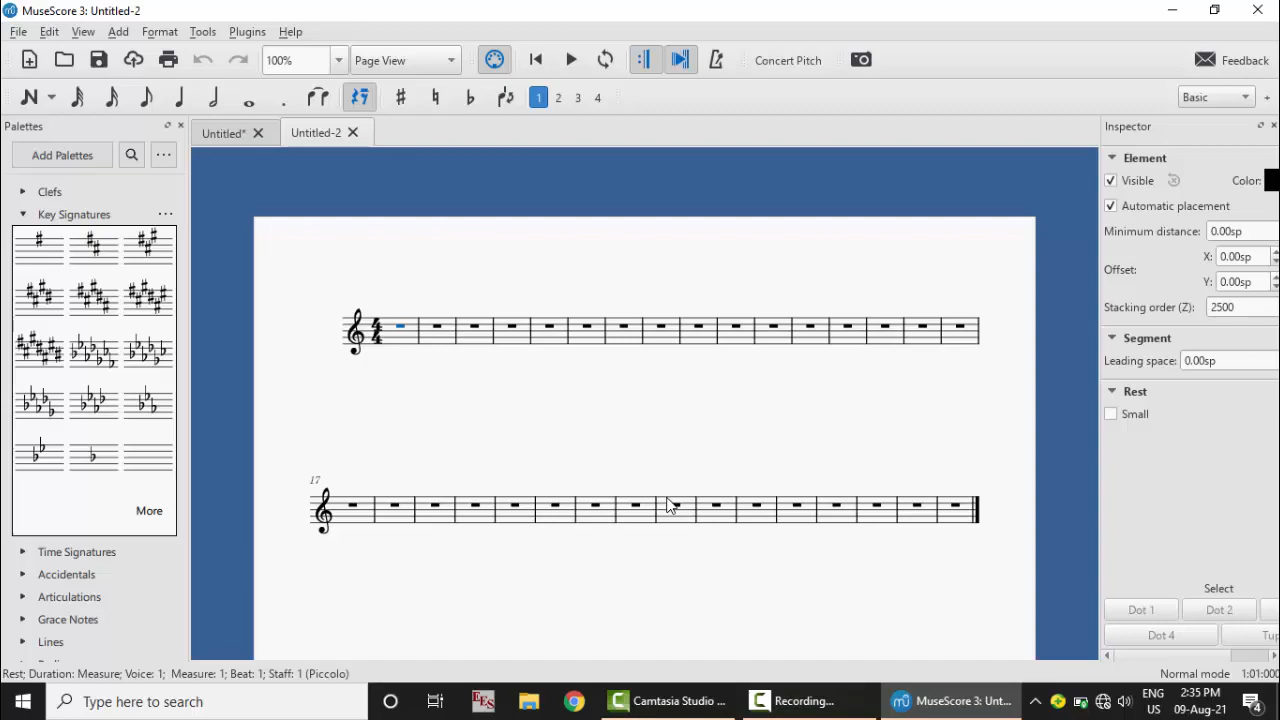 MuseScore 3: Untitled-2
File Edit View Add Format Tools Plugins Help
100% Page View Concert Pitch Feedback
1 2 3 4 Basic
Palettes
Untitled* Untitled-2
Inspector
Add Palettes
Element
Clefs
Visible Color:
Key Signatures
Automatic placement
Minimum distance: 0.00sp
X: 0.00sp
Offset:
Y: 0.00sp
Stacking order (Z): 2500
Segment
Leading space: 0.00sp
Rest
Small
17
More
Time Signatures
Accidentals
Articulations
Grace Notes
Lines
Select
Dot 1 Dot 2
Dot 4
Rest; Duration: Measure; Voice: 1; Measure: 1; Beat: 1; Staff: 1 (Piccolo)
Normal mode 1:01:000
Type here to search
Camtasia Studio ... Recording... MuseScore 3: Unt...
ENG
US
2:35 PM
09-Aug-21
4